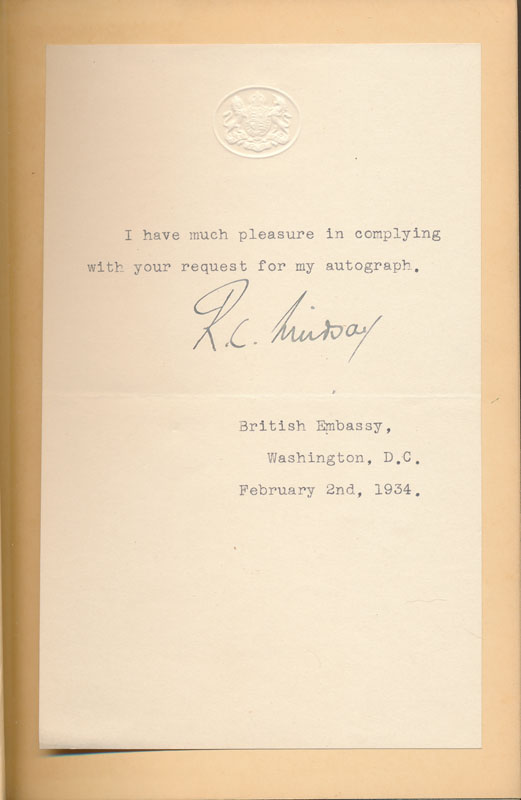 I have much pleasure in complying
with your request for my autograph.
R.C. Lindsay
British Embassy,
Washington, D.C.
February 2nd, 1934.